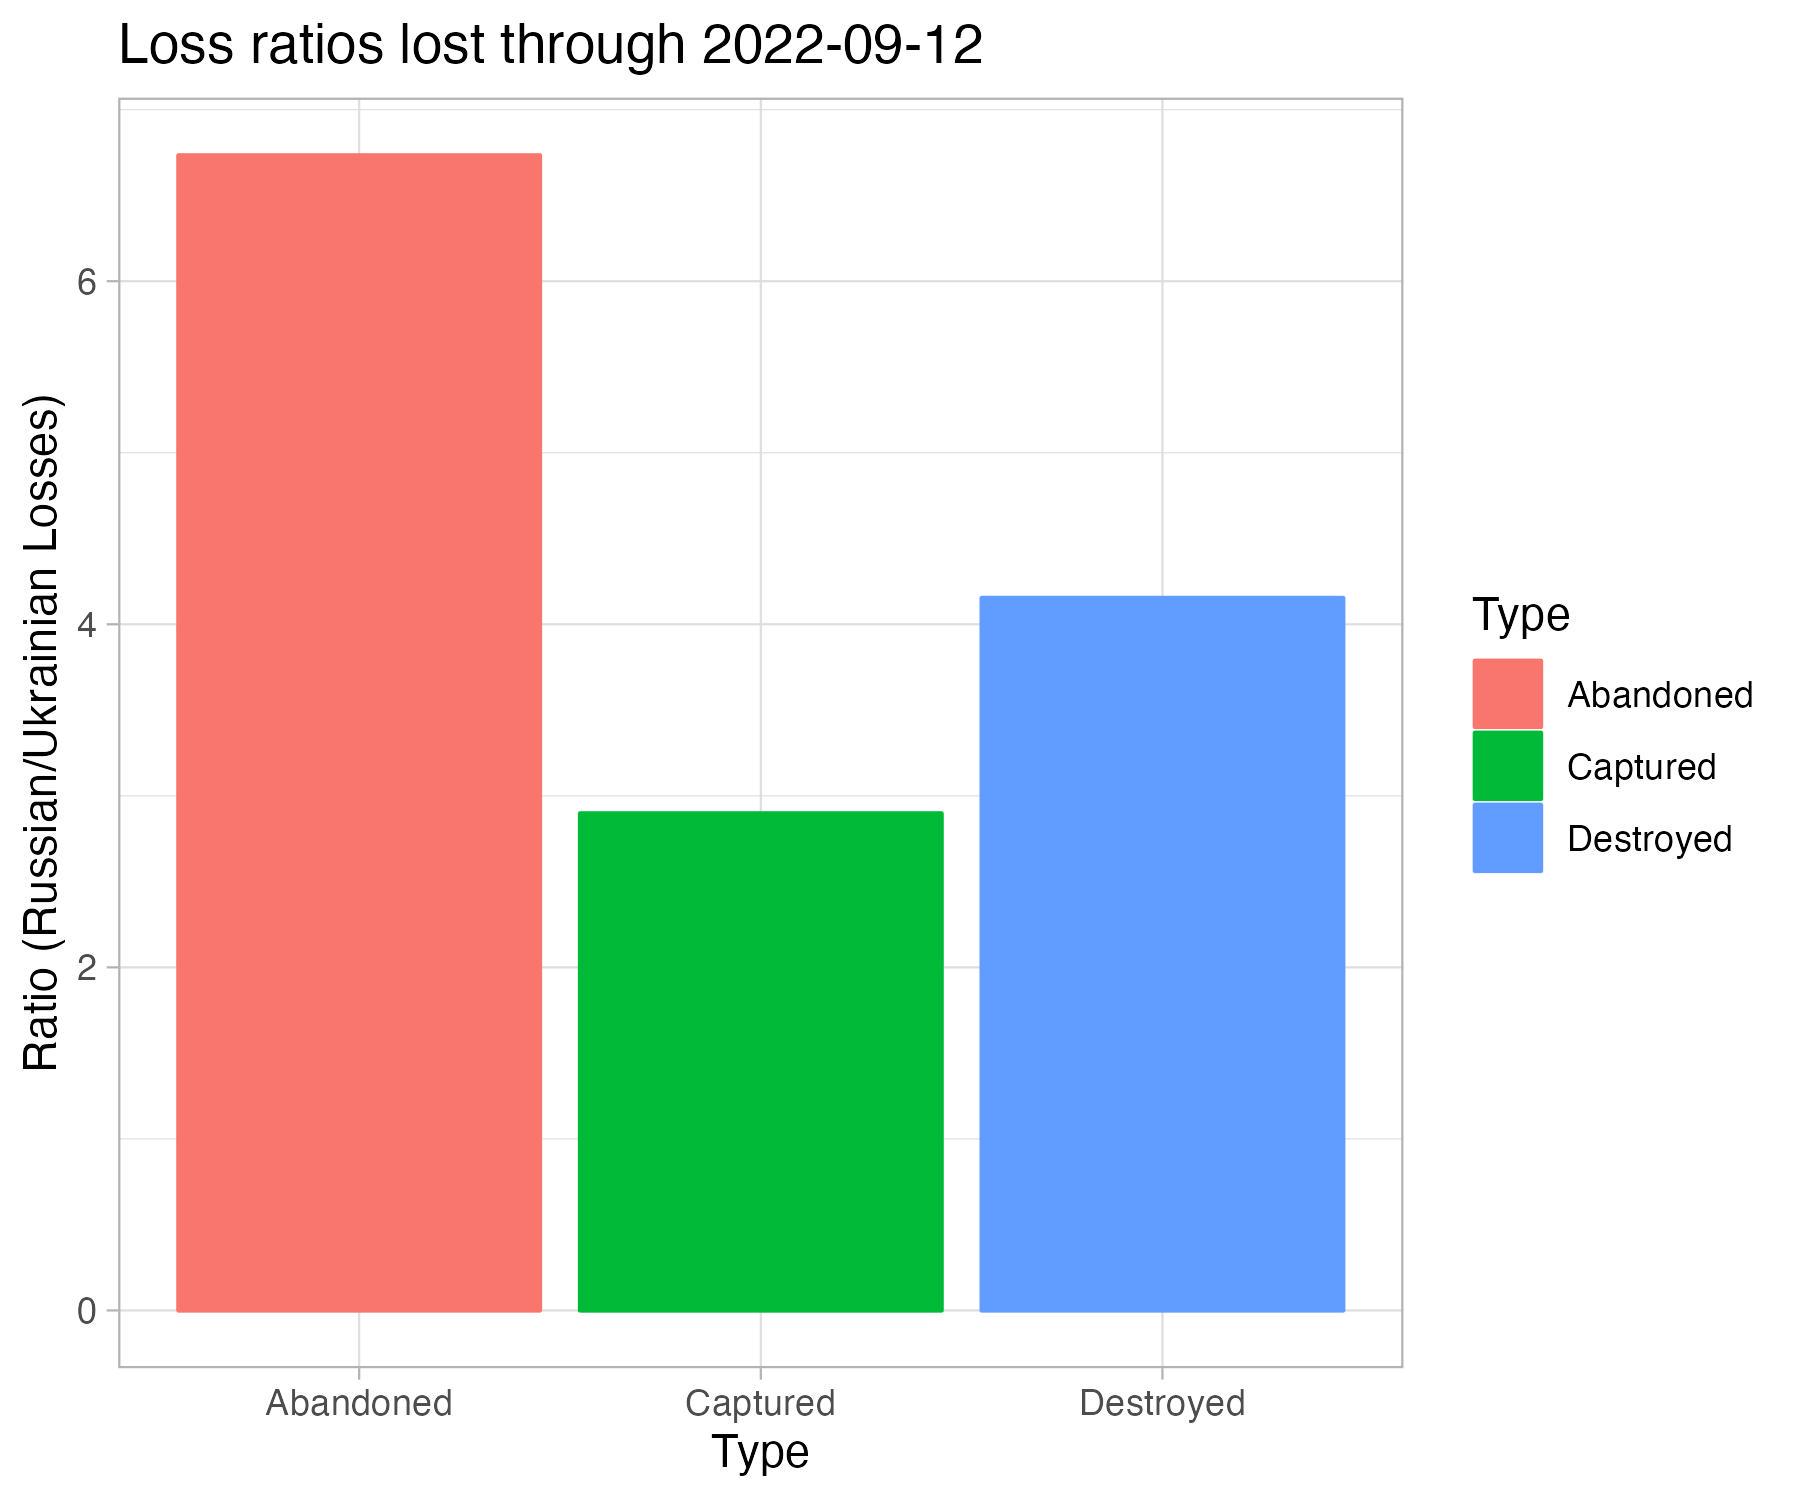 Loss ratios lost through 2022-09-12
Ratio (Russian/Ukrainian Losses)
6
4
2
0
Abandoned
Captured
Destroyed
Type
Type
Abandoned
Captured
Destroyed